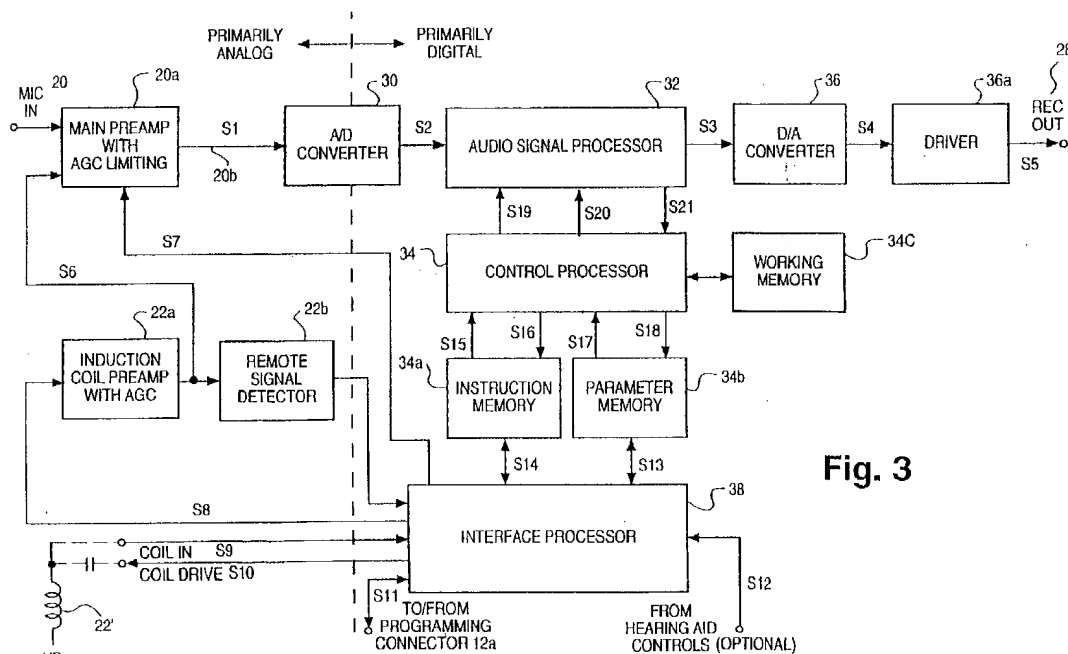 PRIMARILY
ANALOG
PRIMARILY
DIGITAL
MIC
IN
20
20a
MAIN PREAMP
WITH
AGC LIMITING
S1
20b
30
A/D
CONVERTER
S2
32
AUDIO SIGNAL PROCESSOR
S3
36
D/A
CONVERTER
S4
36a
DRIVER
REC
OUT
S5
S7
S6
S19
S20
S21
34
CONTROL PROCESSOR
34C
WORKING
MEMORY
22a
INDUCTION
COIL PREAMP
WITH AGC
22b
REMOTE
SIGNAL
DETECTOR
S15
S16
S17
S18
34a
INSTRUCTION
MEMORY
PARAMETER
MEMORY
34b
S14
S13
Fig. 3
38
INTERFACE PROCESSOR
S8
COIL IN S9
COIL DRIVE S10
S11
S12
22'
TO/FROM
PROGRAMMING
CONNECTOR 12a
FROM
HEARING AID
CONTROLS (OPTIONAL)